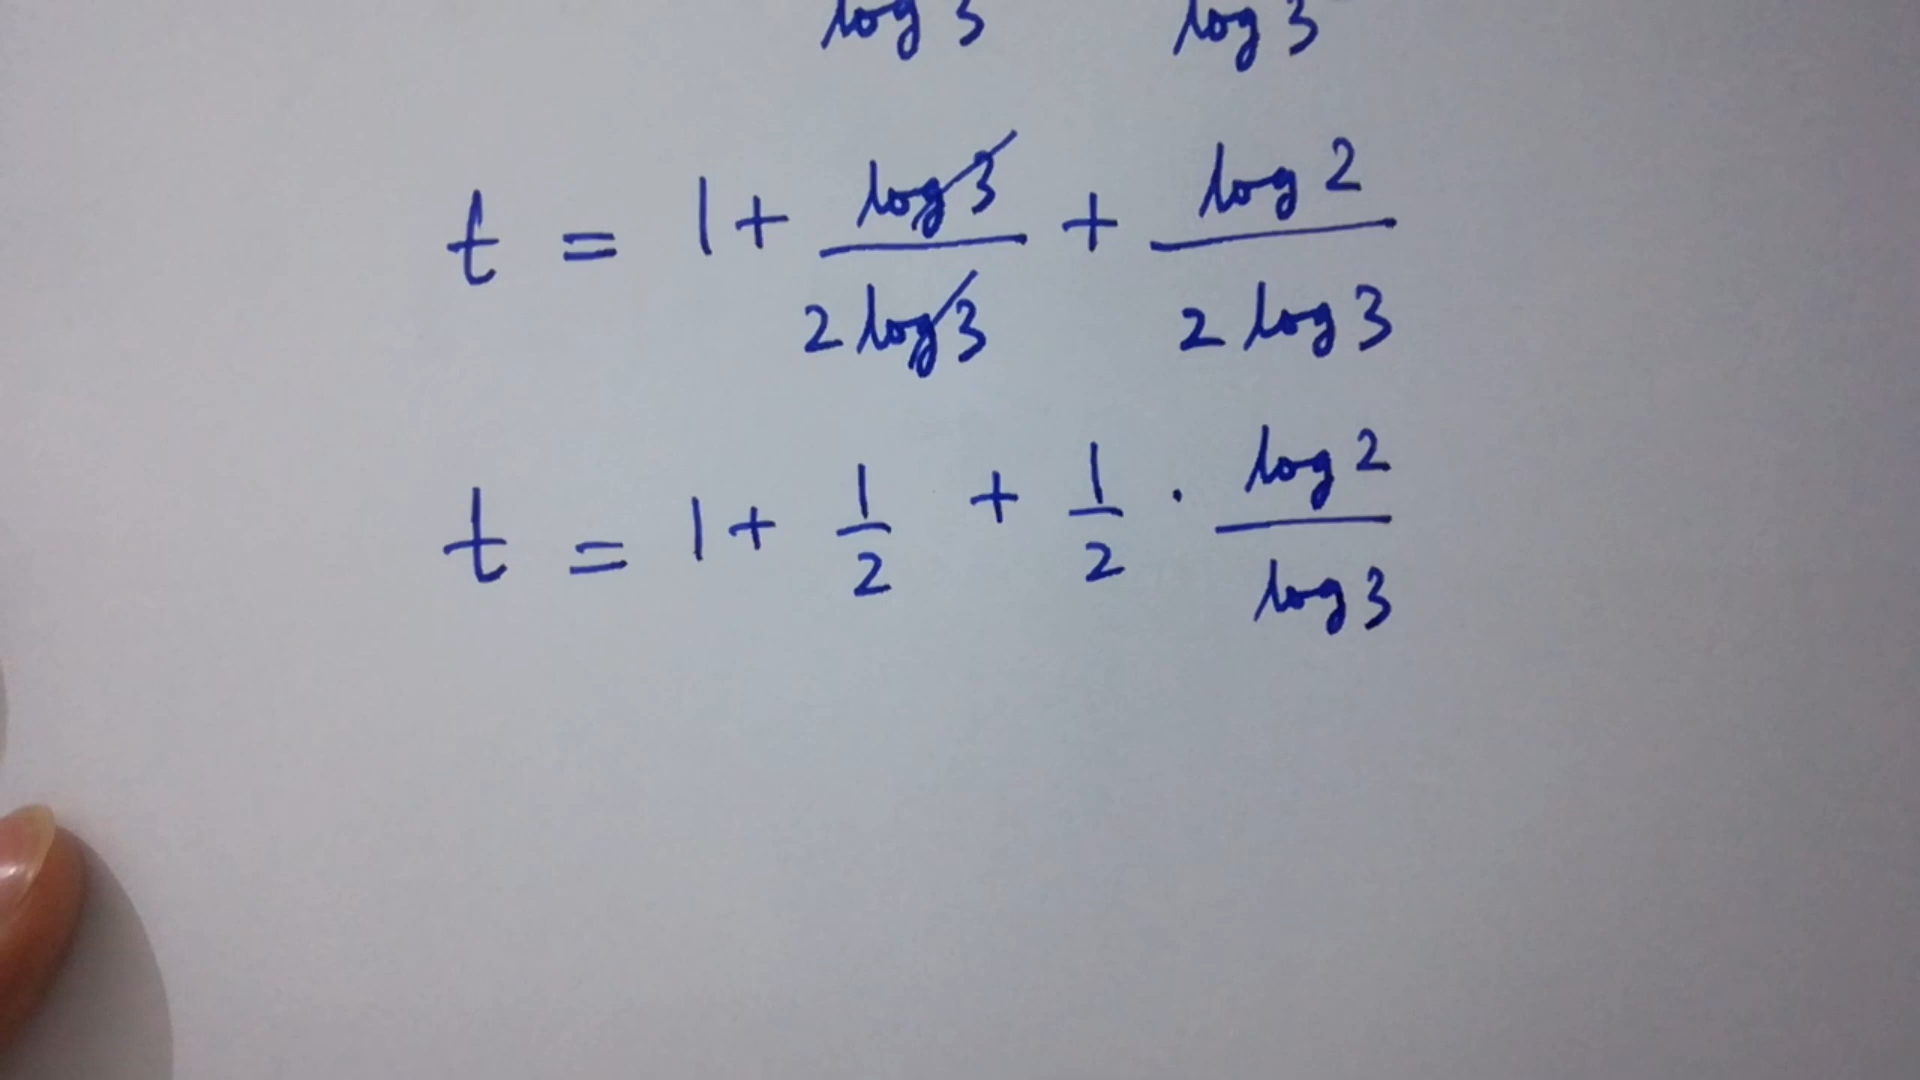 log 3 log 3
t = 1 + log 3 / 2 log 3 + log 2 / 2 log 3
t = 1 + 1/2 + 1/2 · log 2 / log 3